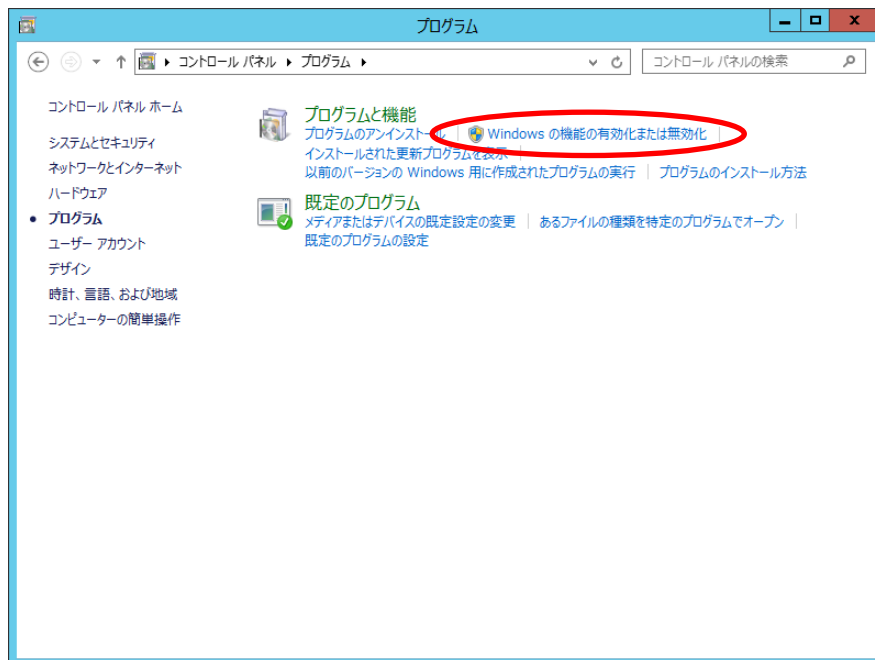 プログラム
コントロール パネル プログラム
コントロール パネルの検索
コントロール パネル ホーム
システムとセキュリティ
ネットワークとインターネット
ハードウェア
プログラム
ユーザー アカウント
デザイン
時計、言語、および地域
コンピューターの簡単操作
プログラムと機能
プログラムのアンインストール Windows の機能の有効化または無効化
インストールされた更新プログラムを表示
以前のバージョンの Windows 用に作成されたプログラムの実行 プログラムのインストール方法
既定のプログラム
メディアまたはデバイスの既定設定の変更 あるファイルの種類を特定のプログラムでオープン
既定のプログラムの設定